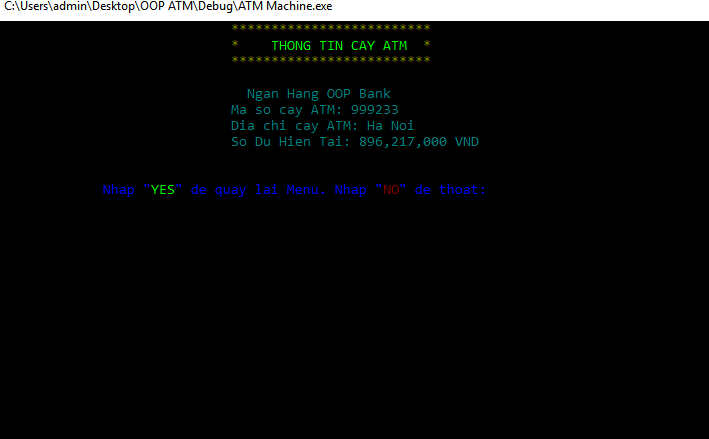 C:\Users\admin\Desktop\OOP ATM\Debug\ATM Machine.exe
*************************
* THONG TIN CAY ATM *
*************************
Ngan Hang OOP Bank
Ma so cay ATM: 999233
Dia chi cay ATM: Ha Noi
So Du Hien Tai: 896,217,000 VND
Nhap "YES" de quay lai Menu. Nhap "NO" de thoat: